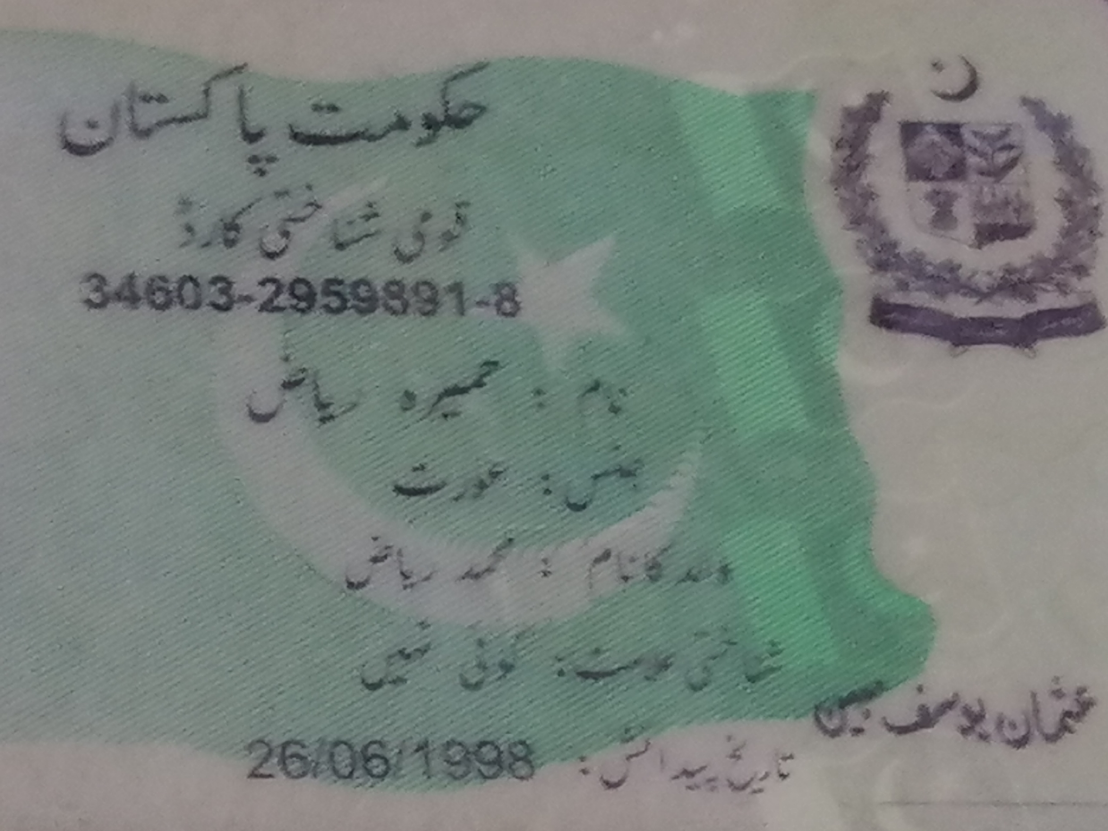 حکومت پاکستان
قومی شناختی کارڈ
34603-2959891-8
نام : حمیرہ ریاض
جنس : عورت
والد کا نام : محمد ریاض
شناختی علامت : کوئی نہیں
عثمان یوسف مبین
تاریخ پیدائش : 26/06/1998